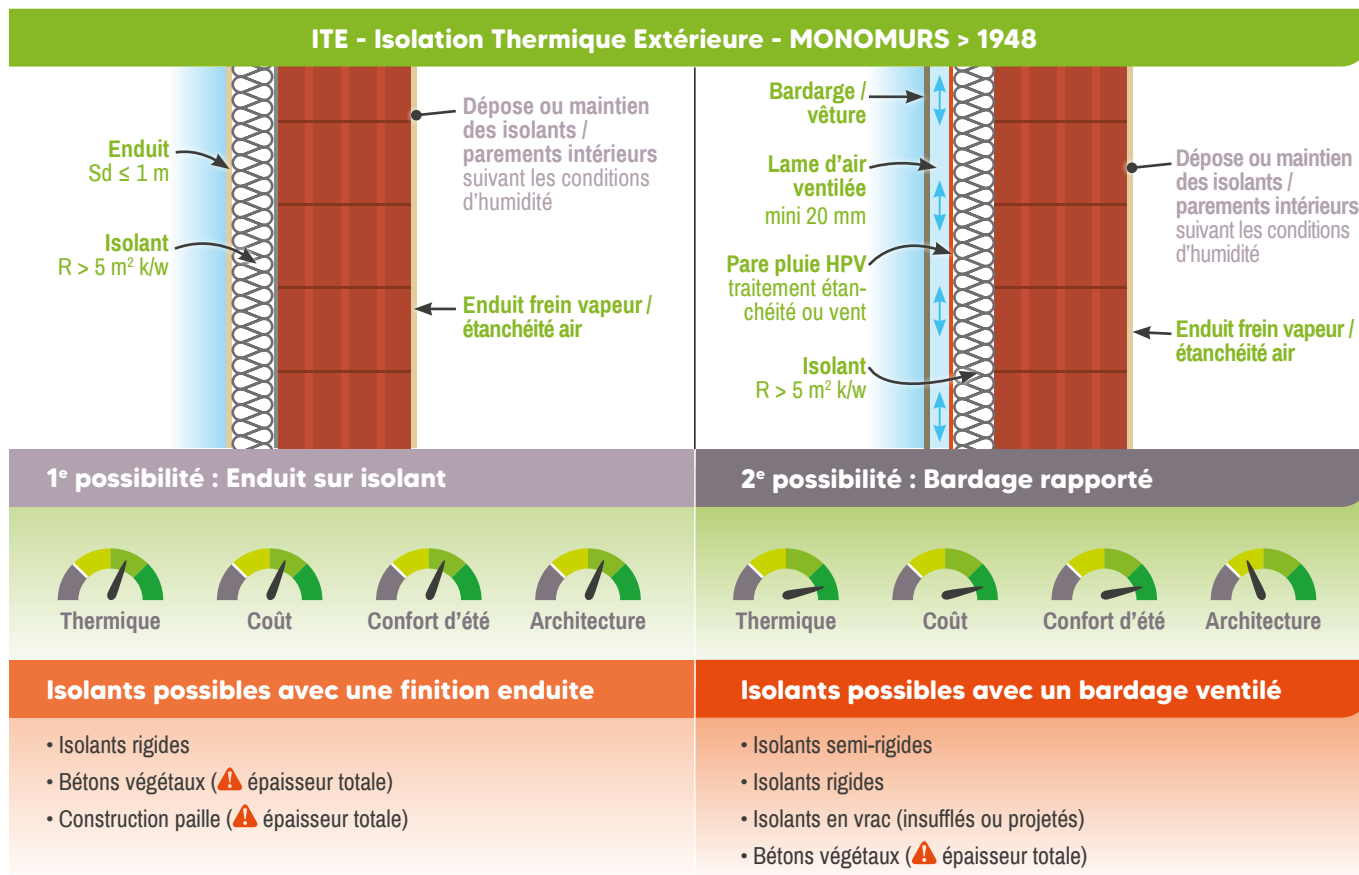 ITE - Isolation Thermique Extérieure - MONOMURS > 1948
Enduit
Sd ≤ 1 m
Isolant
R > 5 m² k/w
Dépose ou maintien
des isolants /
parements intérieurs
suivant les conditions
d'humidité
Enduit frein vapeur /
étanchéité air
Bardarge /
vêture
Lame d'air
ventilée
mini 20 mm
Pare pluie HPV
traitement étan-
chéité ou vent
Isolant
R > 5 m² k/w
Dépose ou maintien
des isolants /
parements intérieurs
suivant les conditions
d'humidité
Enduit frein vapeur /
étanchéité air
1e possibilité : Enduit sur isolant
Thermique
Coût
Confort d'été
Architecture
Isolants possibles avec une finition enduite
• Isolants rigides
• Bétons végétaux (⚠ épaisseur totale)
• Construction paille (⚠ épaisseur totale)
2e possibilité : Bardage rapporté
Thermique
Coût
Confort d'été
Architecture
Isolants possibles avec un bardage ventilé
• Isolants semi-rigides
• Isolants rigides
• Isolants en vrac (insufflés ou projetés)
• Bétons végétaux (⚠ épaisseur totale)